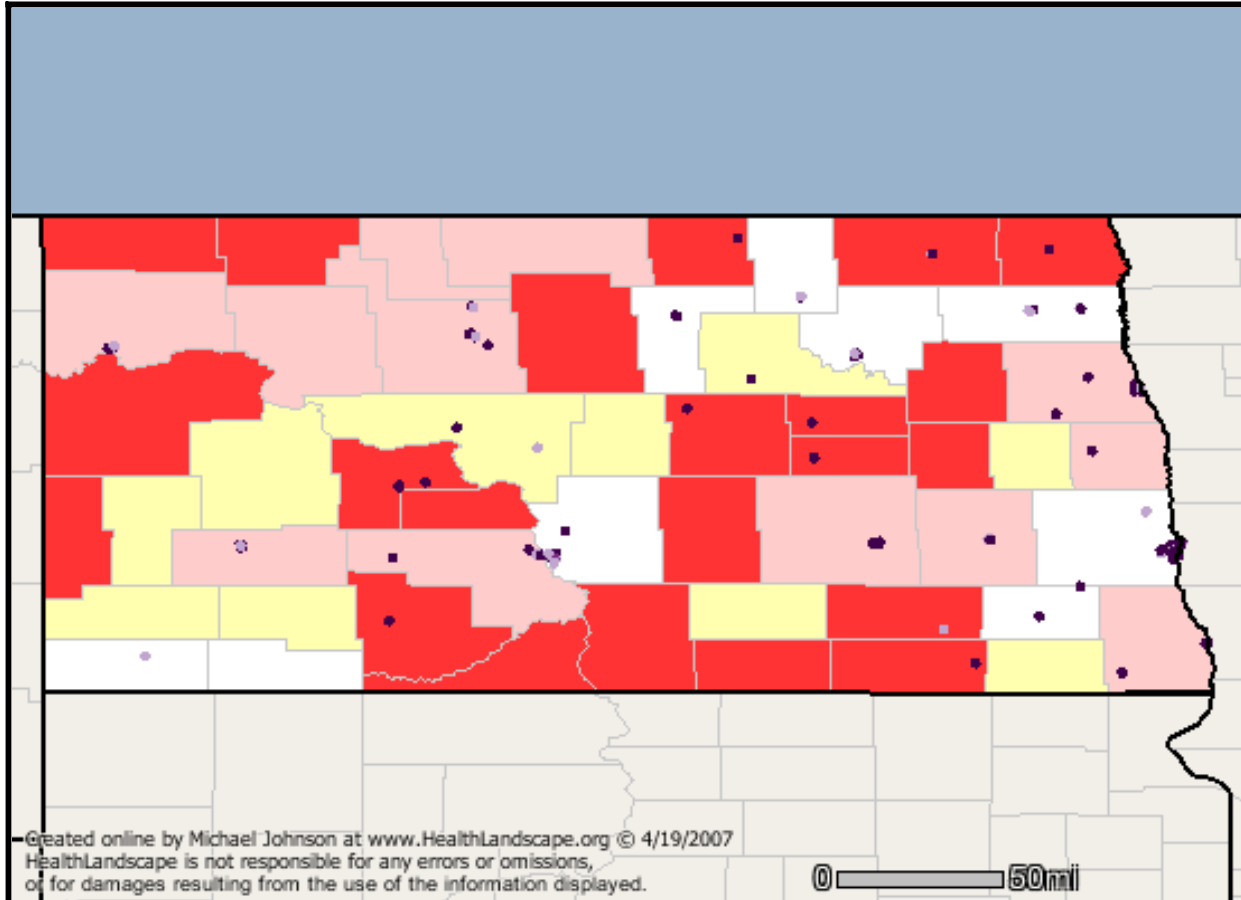 Created online by Michael Johnson at www.HealthLandscape.org © 4/19/2007
HealthLandscape is not responsible for any errors or omissions,
or for damages resulting from the use of the information displayed.
0 50mi